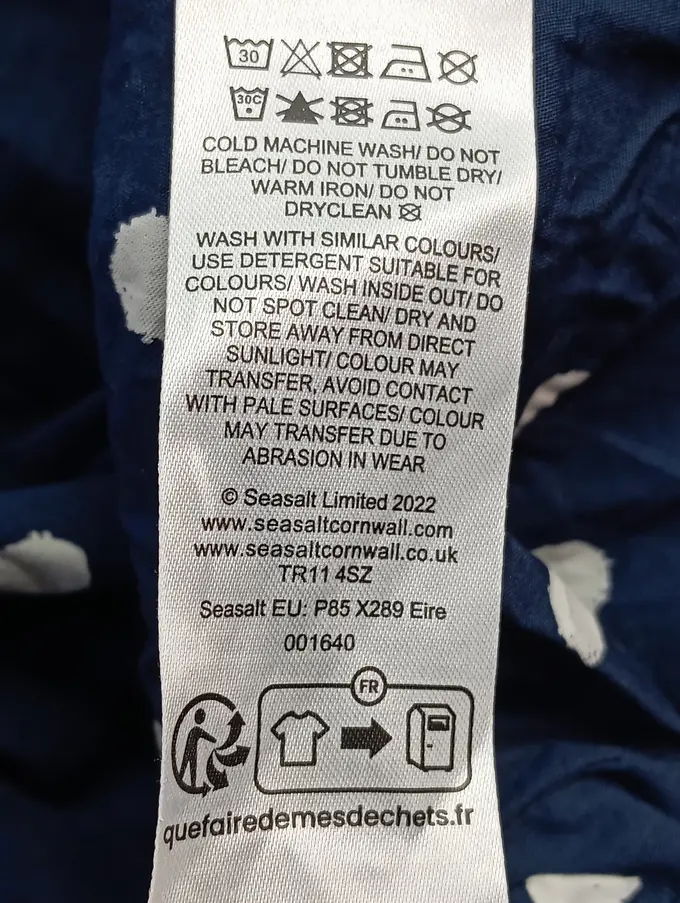 30
30C
COLD MACHINE WASH/ DO NOT
BLEACH/ DO NOT TUMBLE DRY/
WARM IRON/ DO NOT
DRYCLEAN
WASH WITH SIMILAR COLOURS/
USE DETERGENT SUITABLE FOR
COLOURS/ WASH INSIDE OUT/ DO
NOT SPOT CLEAN/ DRY AND
STORE AWAY FROM DIRECT
SUNLIGHT/ COLOUR MAY
TRANSFER, AVOID CONTACT
WITH PALE SURFACES/ COLOUR
MAY TRANSFER DUE TO
ABRASION IN WEAR
© Seasalt Limited 2022
www.seasaltcornwall.com
www.seasaltcornwall.co.uk
TR11 4SZ
Seasalt EU: P85 X289 Eire
001640
FR
quefairedemesdechets.fr